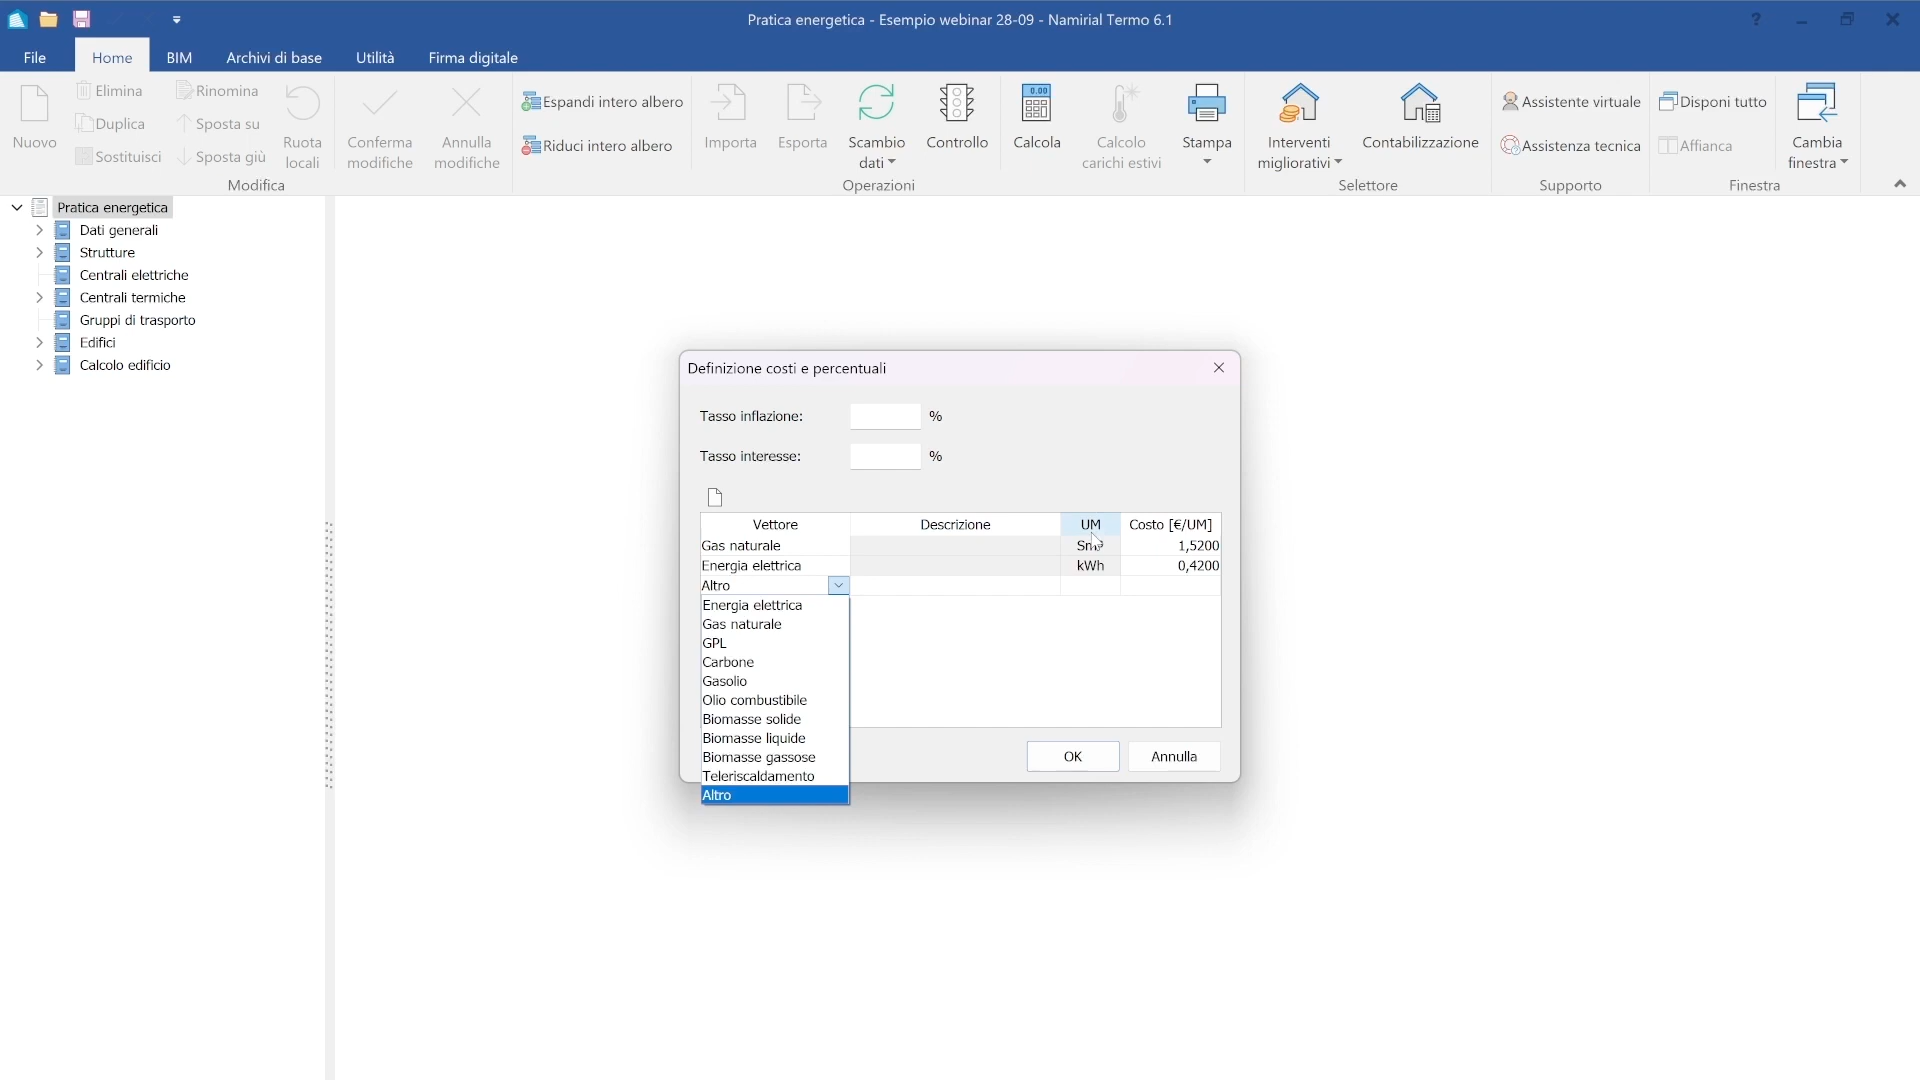 Pratica energetica - Esempio webinar 28-09 - Namirial Termo 6.1
?
File Home BIM Archivi di base Utilità Firma digitale
Nuovo
Elimina
Duplica
Sostituisci
Rinomina
Sposta su
Sposta giù
Ruota
locali
Modifica
Conferma
modifiche
Annulla
modifiche
Espandi intero albero
Riduci intero albero
Importa
Esporta
Scambio
dati
Controllo
0.00
Calcola
Calcolo
carichi estivi
Stampa
Operazioni
Interventi
migliorativi
Contabilizzazione
Selettore
Assistente virtuale
Assistenza tecnica
Supporto
Disponi tutto
Affianca
Cambia
finestra
Finestra
Pratica energetica
Dati generali
Strutture
Centrali elettriche
Centrali termiche
Gruppi di trasporto
Edifici
Calcolo edificio
Definizione costi e percentuali
Tasso inflazione: %
Tasso interesse: %
Vettore Descrizione UM Costo [€/UM]
Gas naturale 1,5200
Energia elettrica kWh 0,4200
Altro
Energia elettrica
Gas naturale
GPL
Carbone
Gasolio
Olio combustibile
Biomasse solide
Biomasse liquide
Biomasse gassose
Teleriscaldamento
Altro
OK Annulla